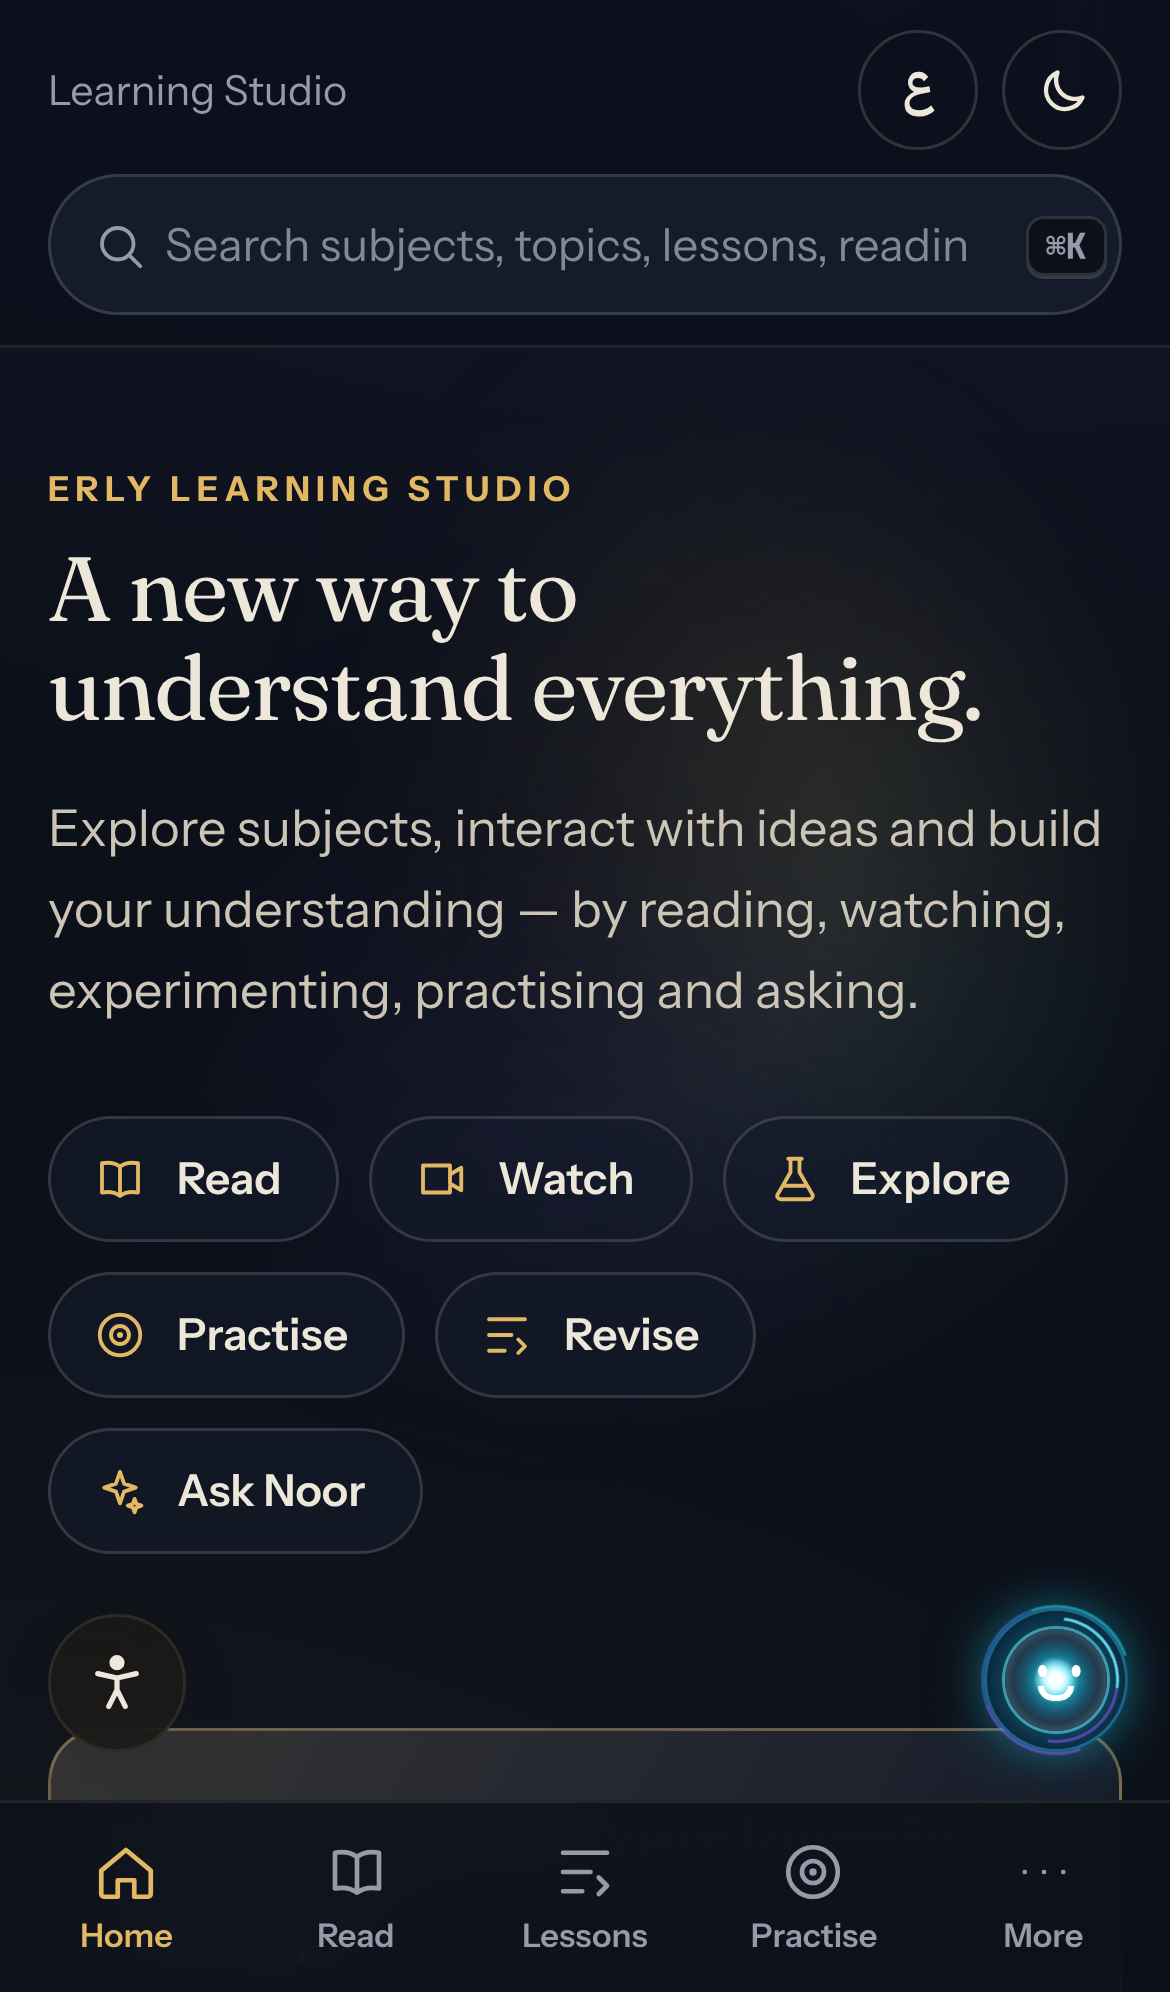 Learning Studio
ع
Search subjects, topics, lessons, readin
⌘K
ERLY LEARNING STUDIO
A new way to
understand everything.
Explore subjects, interact with ideas and build
your understanding — by reading, watching,
experimenting, practising and asking.
Read Watch Explore
Practise Revise
Ask Noor
Home Read Lessons Practise More